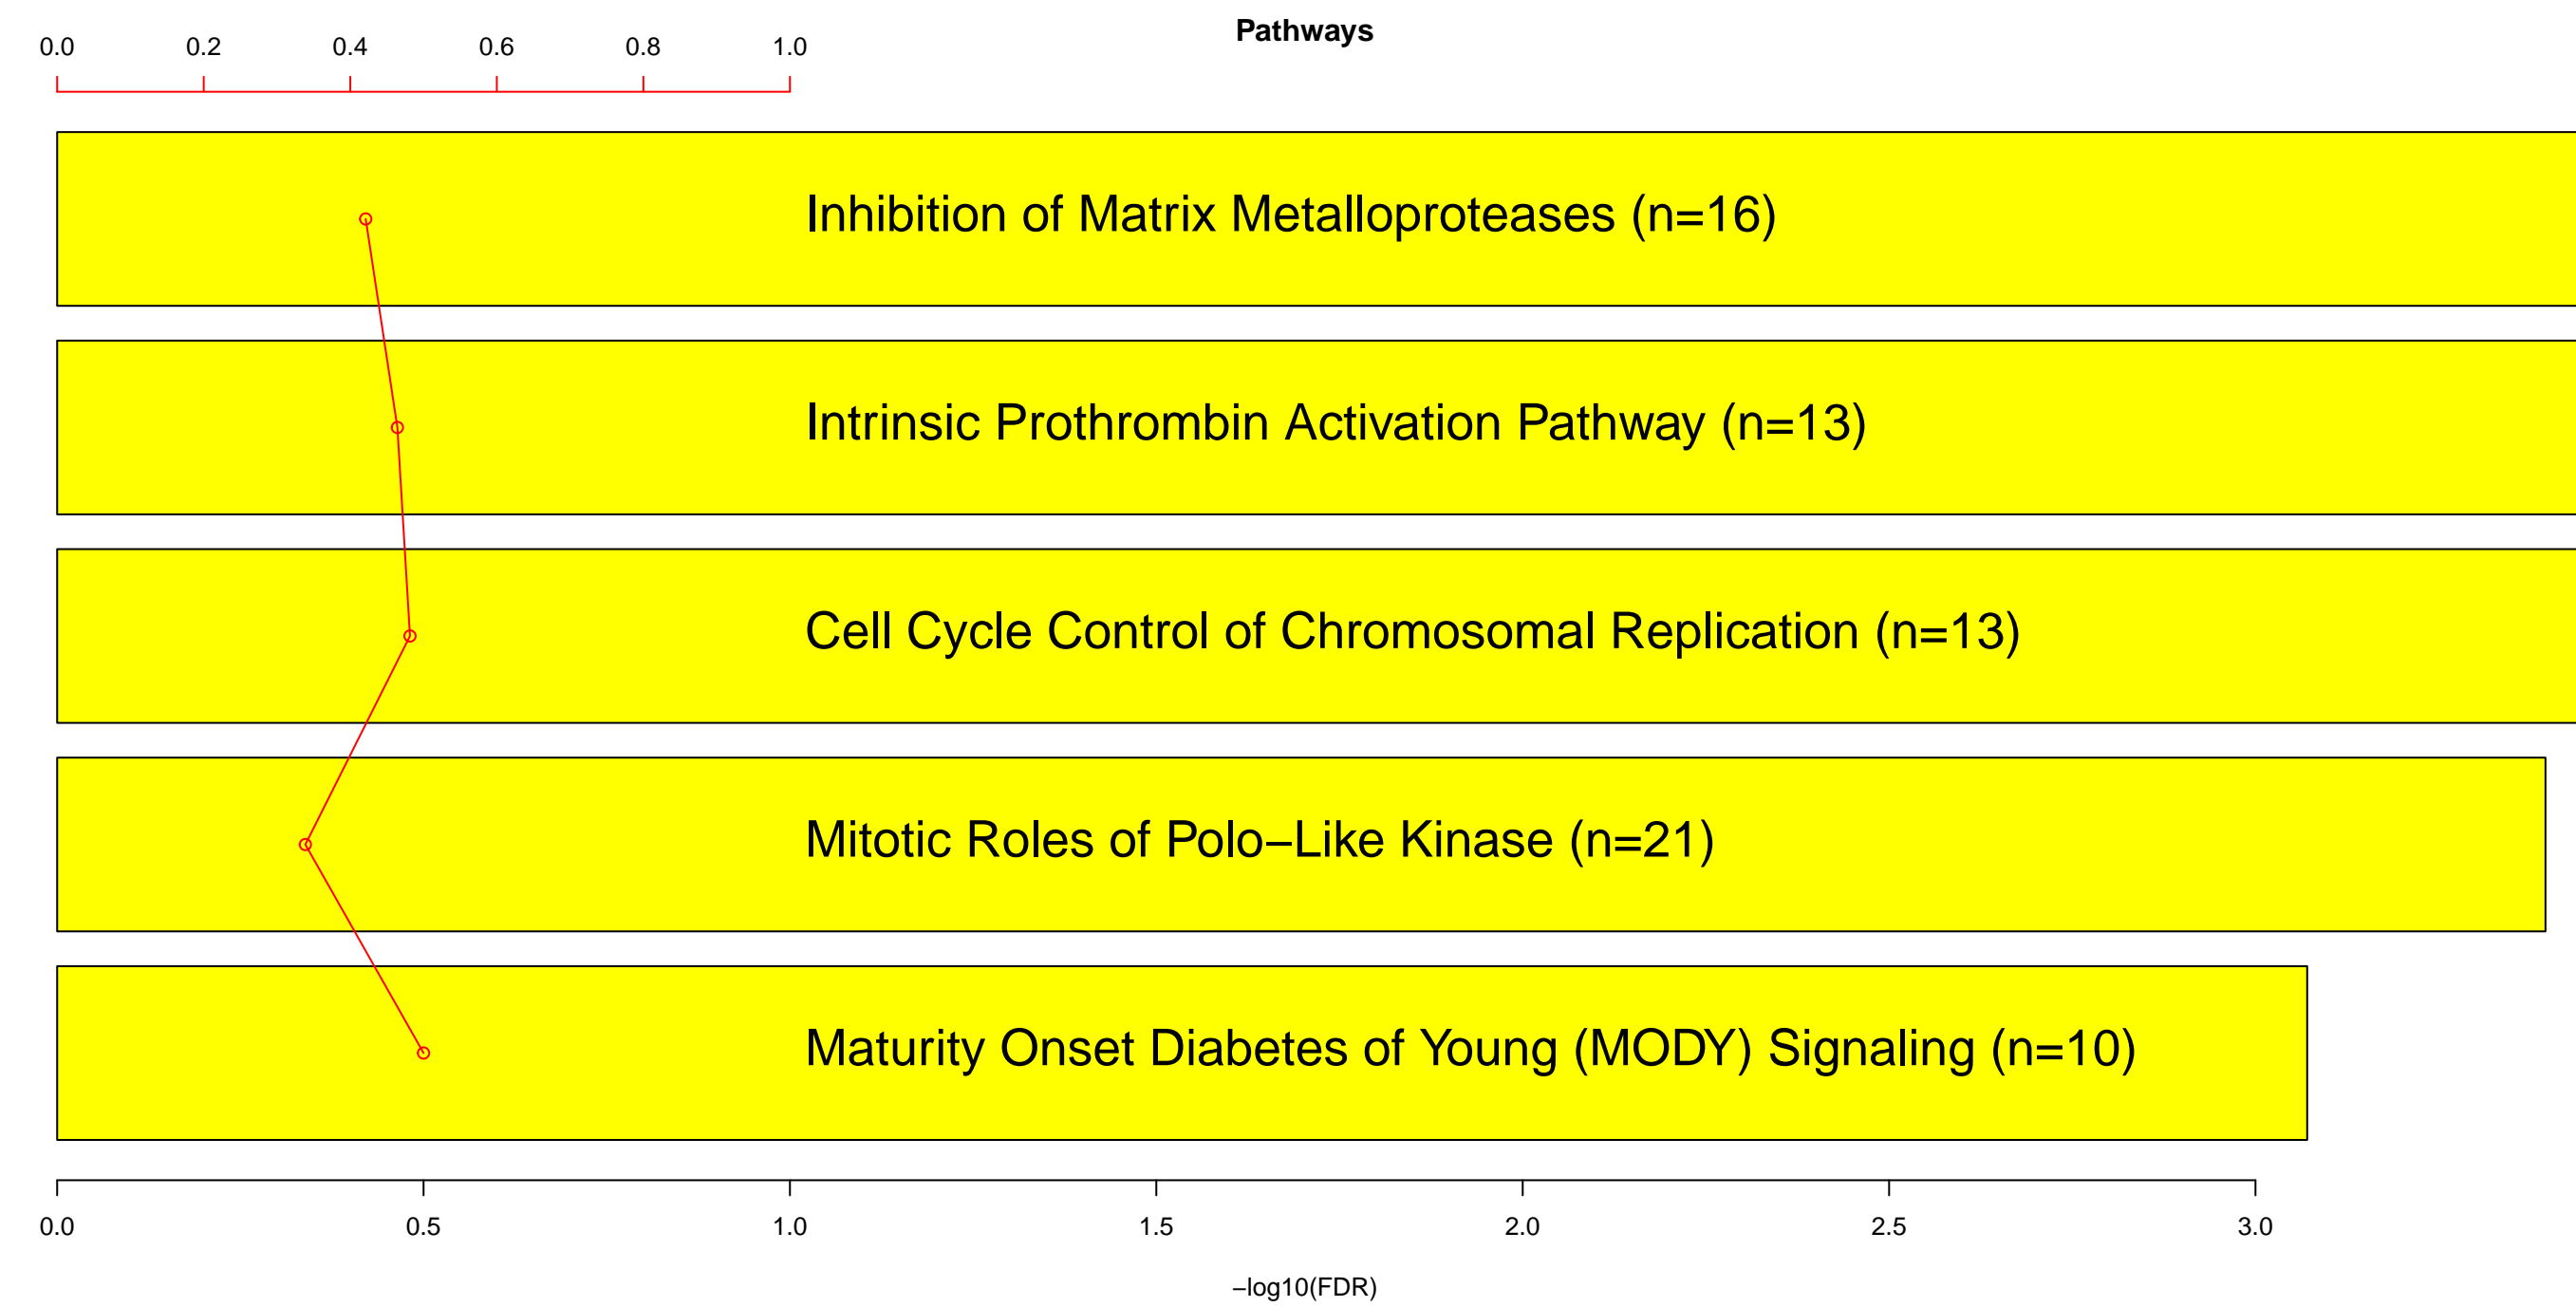 Pathways
0.0 0.2 0.4 0.6 0.8 1.0
Inhibition of Matrix Metalloproteases (n=16)
Intrinsic Prothrombin Activation Pathway (n=13)
Cell Cycle Control of Chromosomal Replication (n=13)
Mitotic Roles of Polo−Like Kinase (n=21)
Maturity Onset Diabetes of Young (MODY) Signaling (n=10)
0.0 0.5 1.0 1.5 2.0 2.5 3.0
−log10(FDR)